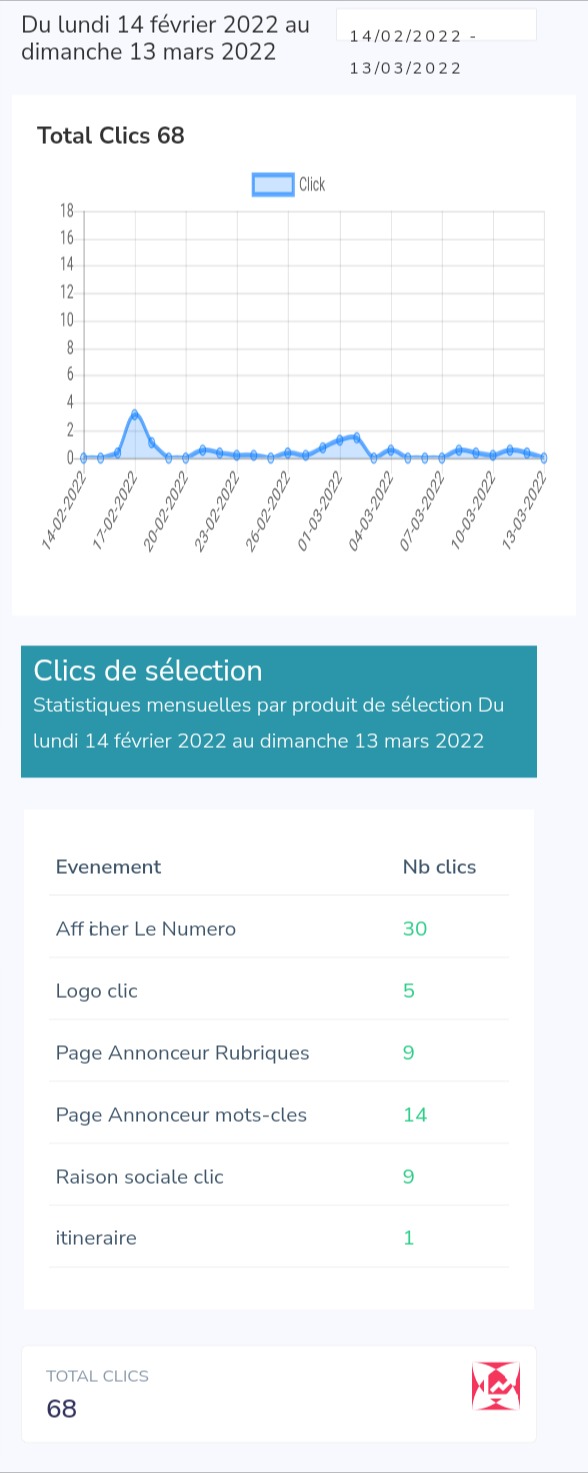 Du lundi 14 février 2022 au
dimanche 13 mars 2022
14/02/2022 -
13/03/2022
Total Clics 68
Click
18
16
14
12
10
8
6
4
2
0
14-02-2022
17-02-2022
20-02-2022
23-02-2022
26-02-2022
01-03-2022
04-03-2022
07-03-2022
10-03-2022
13-03-2022
Clics de sélection
Statistiques mensuelles par produit de sélection Du
lundi 14 février 2022 au dimanche 13 mars 2022
Evenement Nb clics
Afficher Le Numero 30
Logo clic 5
Page Annonceur Rubriques 9
Page Annonceur mots-cles 14
Raison sociale clic 9
itineraire 1
TOTAL CLICS
68